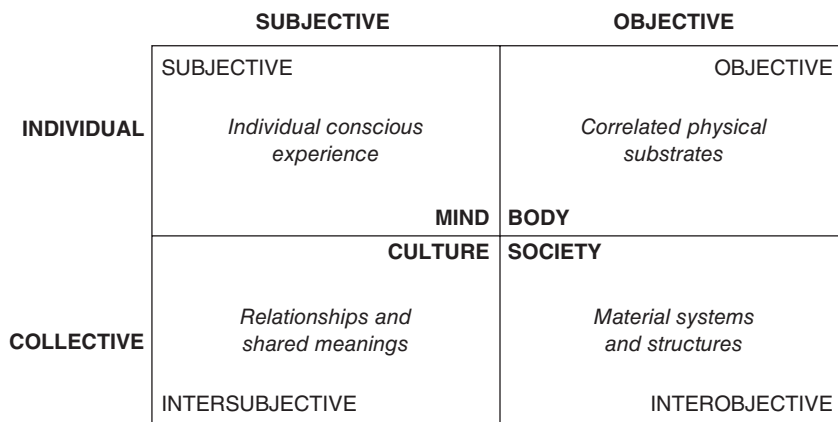 SUBJECTIVE OBJECTIVE
SUBJECTIVE OBJECTIVE
INDIVIDUAL Individual conscious Correlated physical
experience substrates
MIND BODY
CULTURE SOCIETY
Relationships and Material systems
COLLECTIVE shared meanings and structures
INTERSUBJECTIVE INTEROBJECTIVE